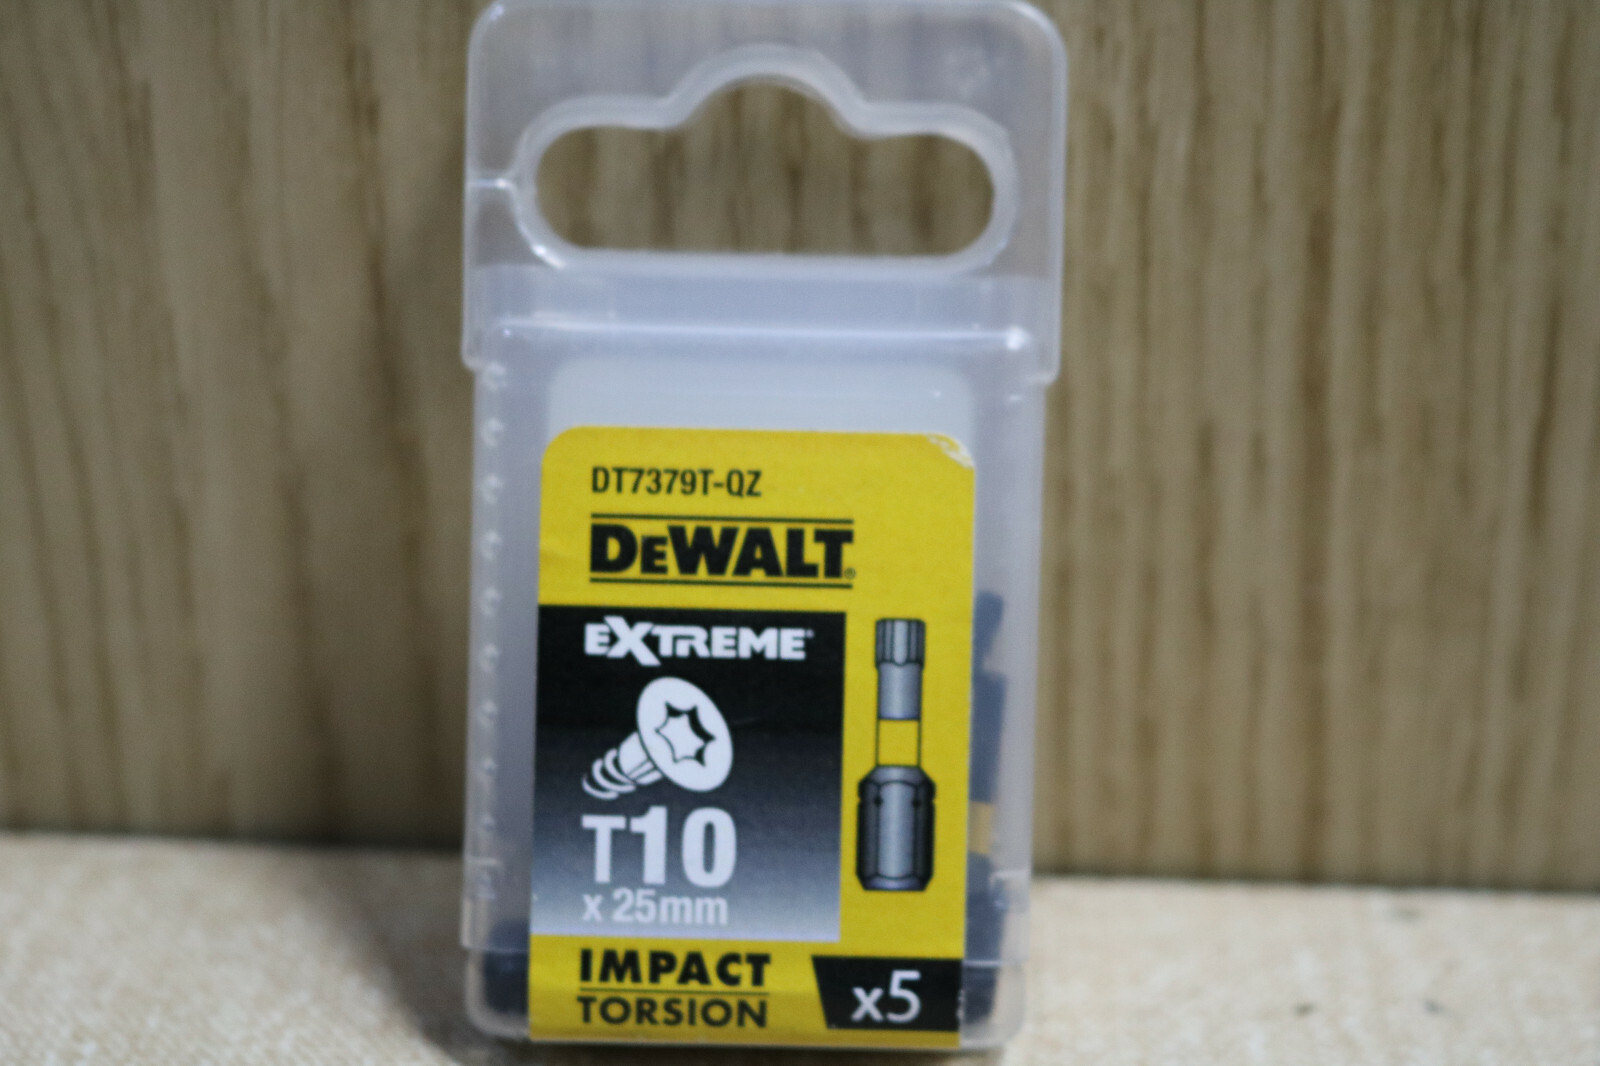 DT7379T-QZ
DEWALT®
EXTREME®
T10
x 25mm
IMPACT
TORSION
x5